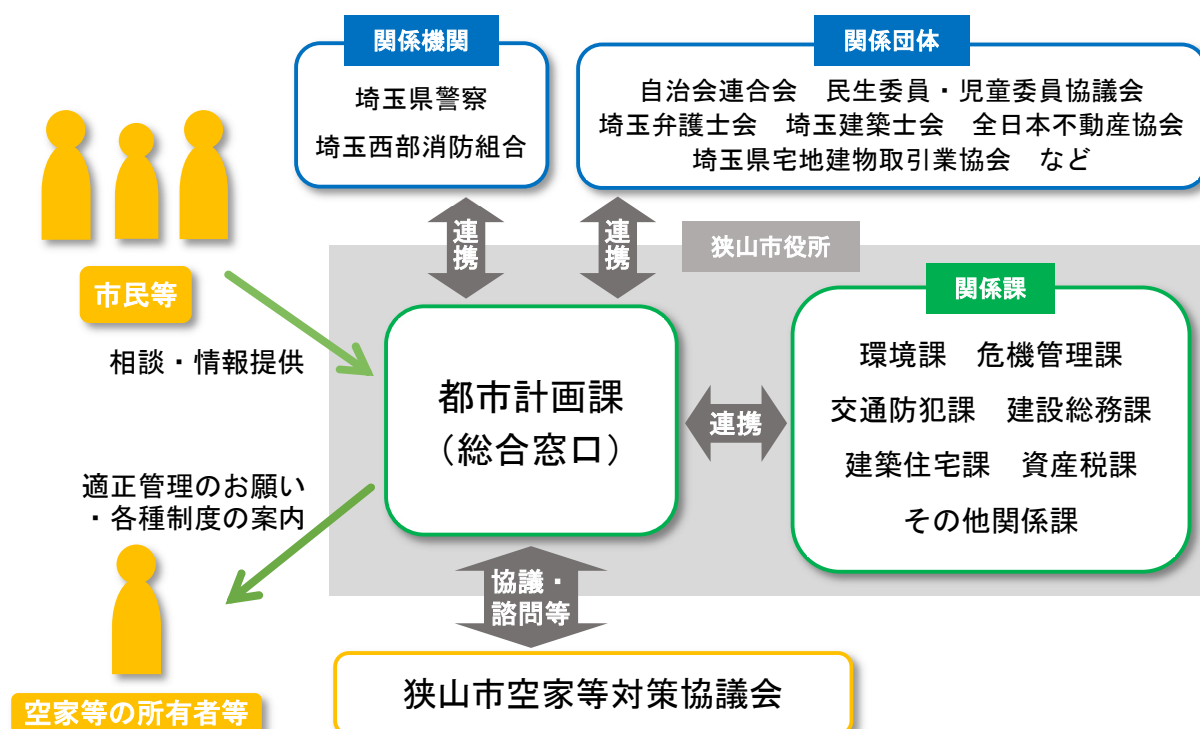 関係機関
埼玉県警察
埼玉西部消防組合
関係団体
自治会連合会　民生委員・児童委員協議会
埼玉弁護士会　埼玉建築士会　全日本不動産協会
埼玉県宅地建物取引業協会　など
連携
連携
狭山市役所
市民等
相談・情報提供
都市計画課
（総合窓口）
連携
関係課
環境課　危機管理課
交通防犯課　建設総務課
建築住宅課　資産税課
その他関係課
適正管理のお願い
・各種制度の案内
空家等の所有者等
協議・
諮問等
狭山市空家等対策協議会